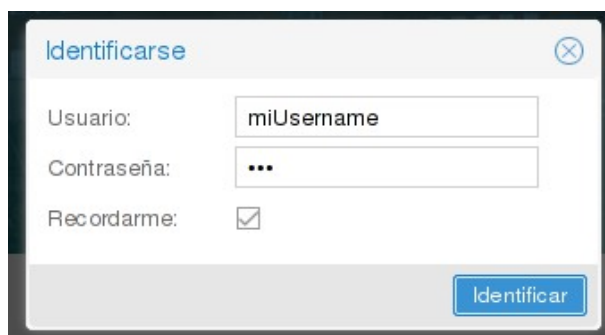 Identificarse
Usuario: miUsername
Contraseña: •••
Recordarme:
Identificar